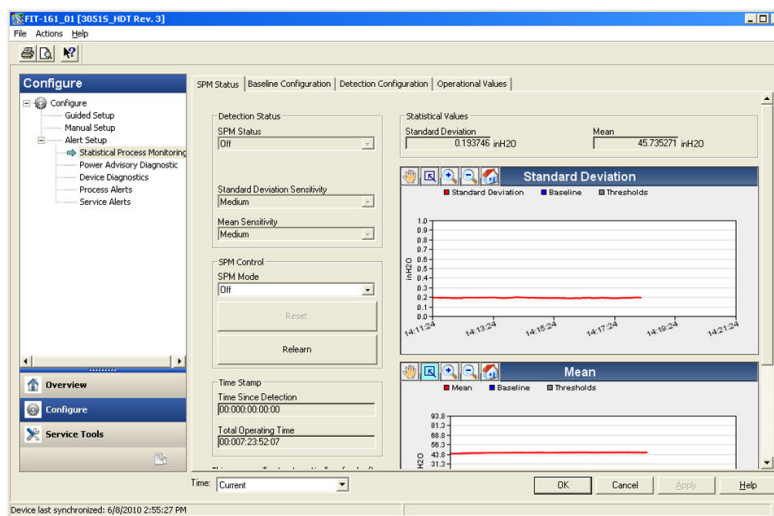 FIT-161_01 [3051S_HDT Rev. 3]
File Actions Help
Configure
Configure
Guided Setup
Manual Setup
Alert Setup
Statistical Process Monitoring
Power Advisory Diagnostic
Device Diagnostics
Process Alerts
Service Alerts
Overview
Configure
Service Tools
SPM Status Baseline Configuration Detection Configuration Operational Values
Detection Status
SPM Status
Off
Standard Deviation Sensitivity
Medium
Mean Sensitivity
Medium
SPM Control
SPM Mode
Off
Reset
Relearn
Time Stamp
Time Since Detection
00:000:00:00:00
Total Operating Time
00:007:23:52:07
Statistical Values
Standard Deviation Mean
0.193746 inH2O 45.735271 inH2O
Standard Deviation
Standard Deviation Baseline Thresholds
1.0
0.9
0.8
0.7
0.6
0.5
0.4
0.3
0.2
0.1
0.0
inH2O
14:11:24 14:13:24 14:15:24 14:17:24 14:19:24 14:21:24
Mean
Mean Baseline Thresholds
93.8
81.3
68.8
56.3
43.8
31.3
H2O
Time: Current
OK Cancel Apply Help
Device last synchronized: 6/8/2010 2:55:27 PM